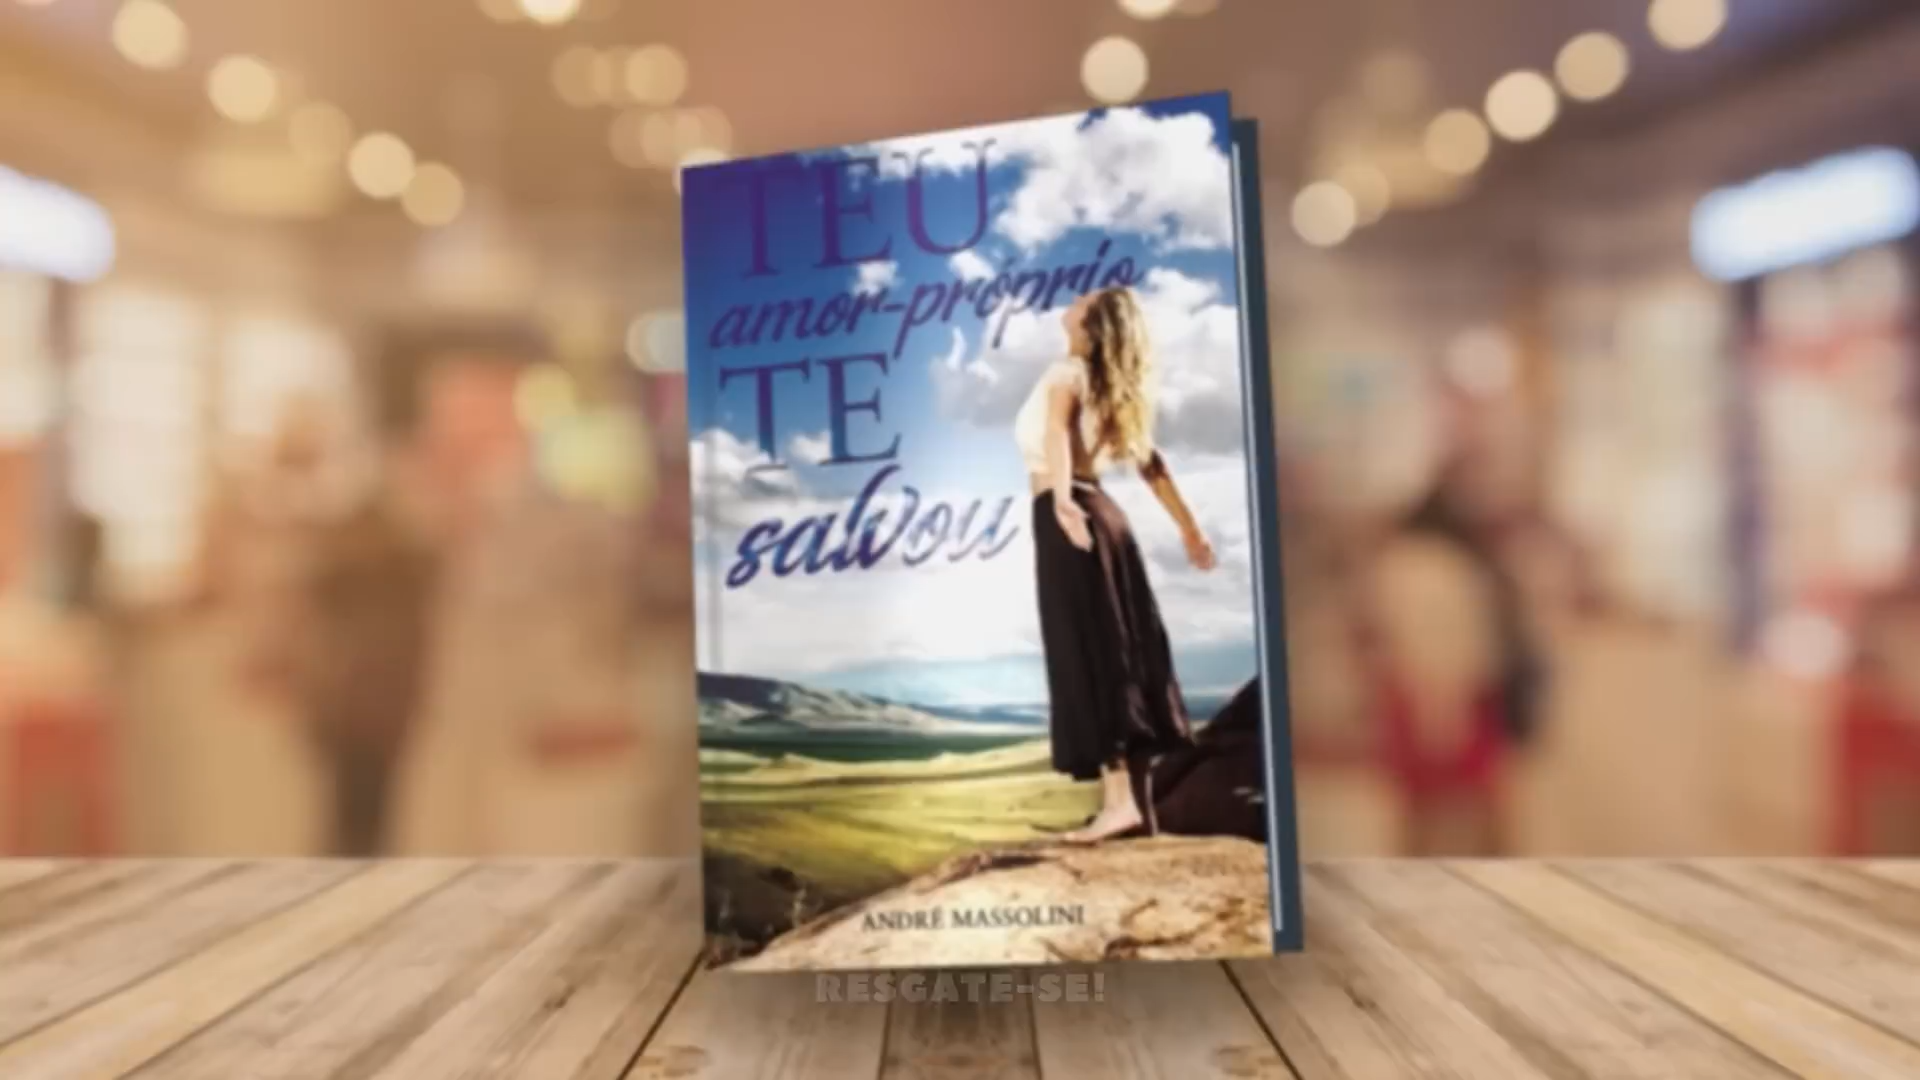 TEU
amor-próprio
TE
salvou
ANDRÉ MASSOLINI
RESGATE-SE!